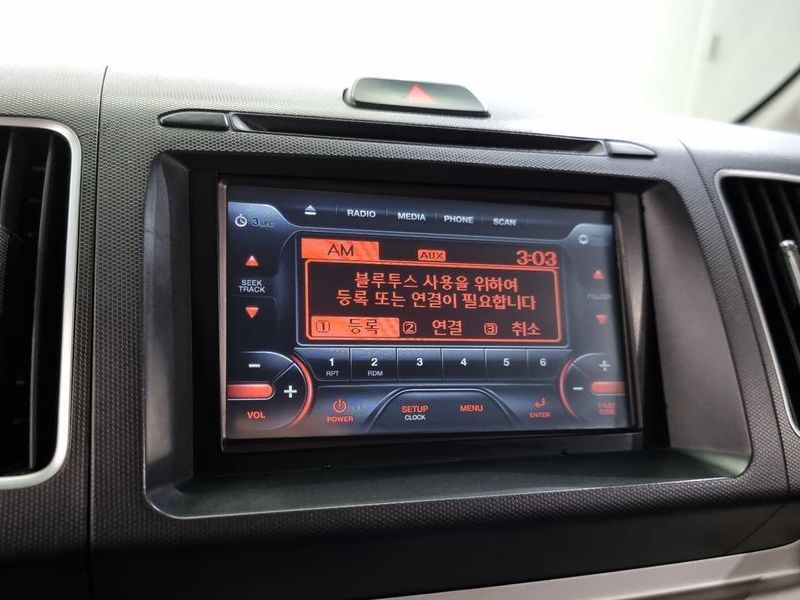 RADIO MEDIA PHONE SCAN
3sec
AM AUX 3:03
SEEK TRACK
블루투스 사용을 위하여
등록 또는 연결이 필요합니다
1 등록 2 연결 3 취소
FOLDER
1 2 3 4 5 6
RPT RDM
VOL
POWER
SETUP MENU
CLOCK
ENTER
FILE/
TUNE